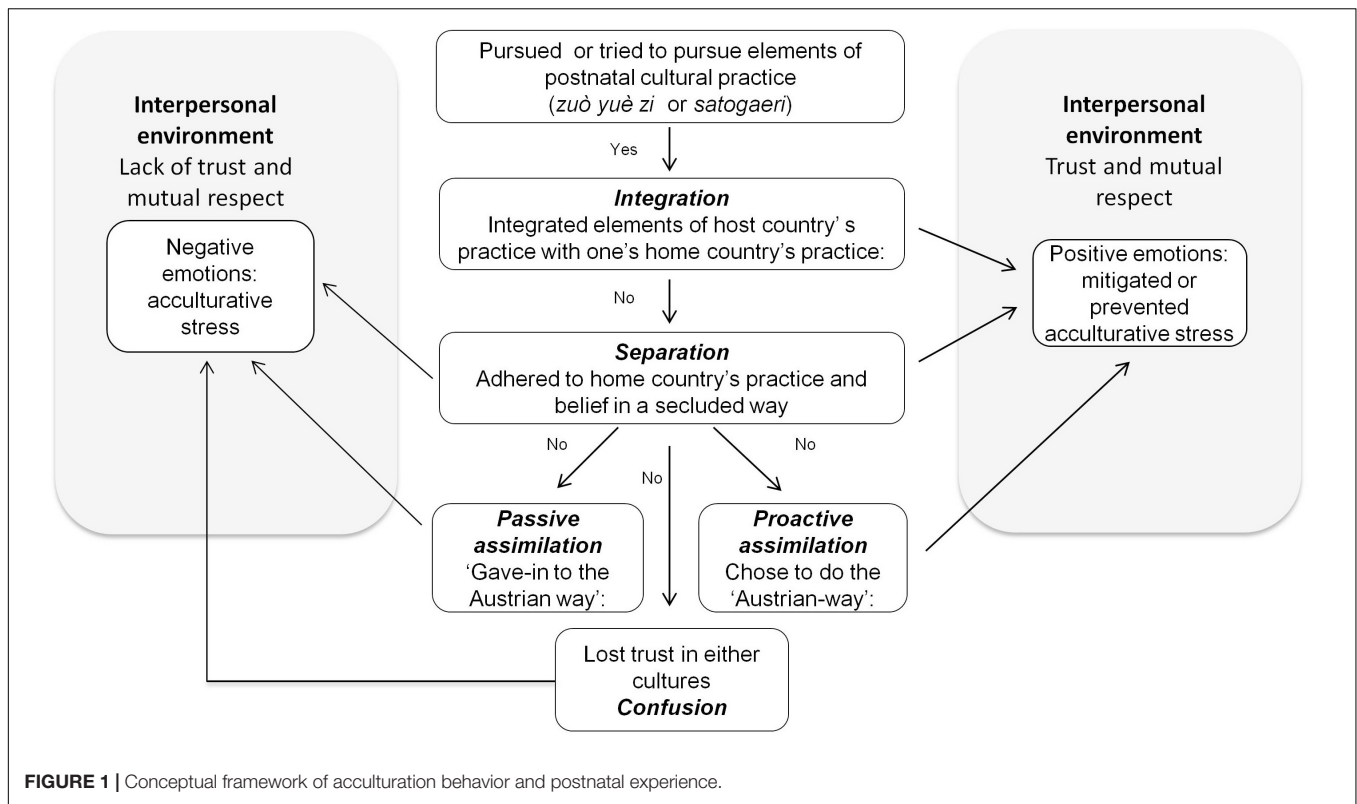 Pursued or tried to pursue elements of
postnatal cultural practice
(zuò yuè zi or satogaeri)
Interpersonal
environment
Lack of trust and
mutual respect
Negative
emotions:
acculturative
stress
Yes
Integration
Integrated elements of host country' s
practice with one's home country's practice:
No
Separation
Adhered to home country's practice and
belief in a secluded way
No
No
No
Passive
assimilation
'Gave-in to the
Austrian way':
Proactive
assimilation
Chose to do the
'Austrian-way':
Lost trust in either
cultures
Confusion
Interpersonal
environment
Trust and mutual
respect
Positive emotions:
mitigated or
prevented
acculturative stress
FIGURE 1 | Conceptual framework of acculturation behavior and postnatal experience.